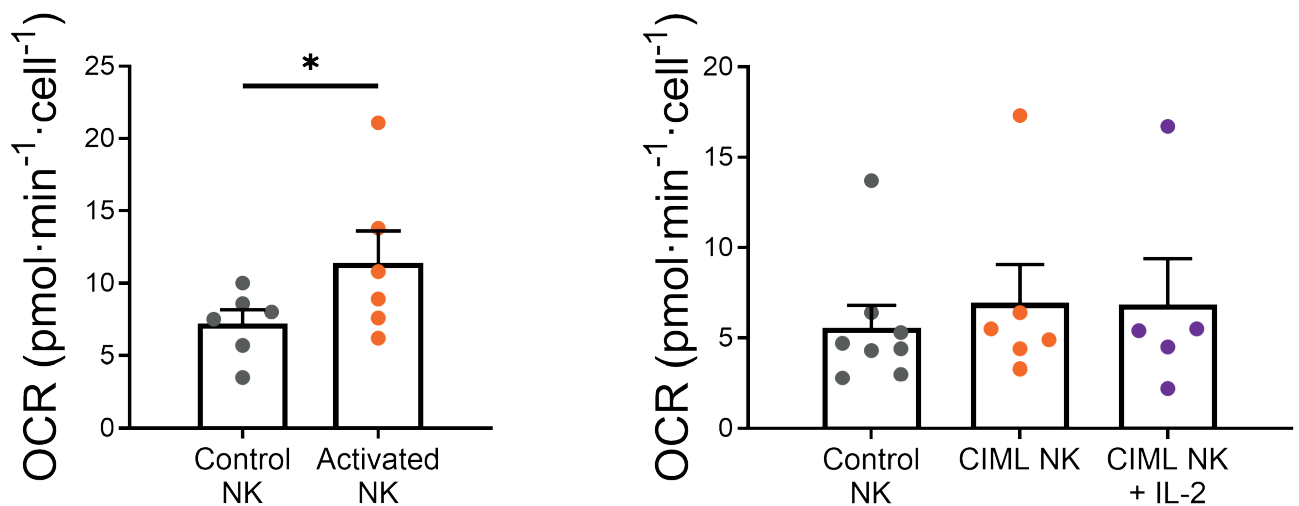 OCR (pmol·min⁻¹·cell⁻¹)
25
20
15
10
5
0
*
Control
NK
Activated
NK
OCR (pmol·min⁻¹·cell⁻¹)
20
15
10
5
0
Control
NK
CIML NK
CIML NK
+ IL-2